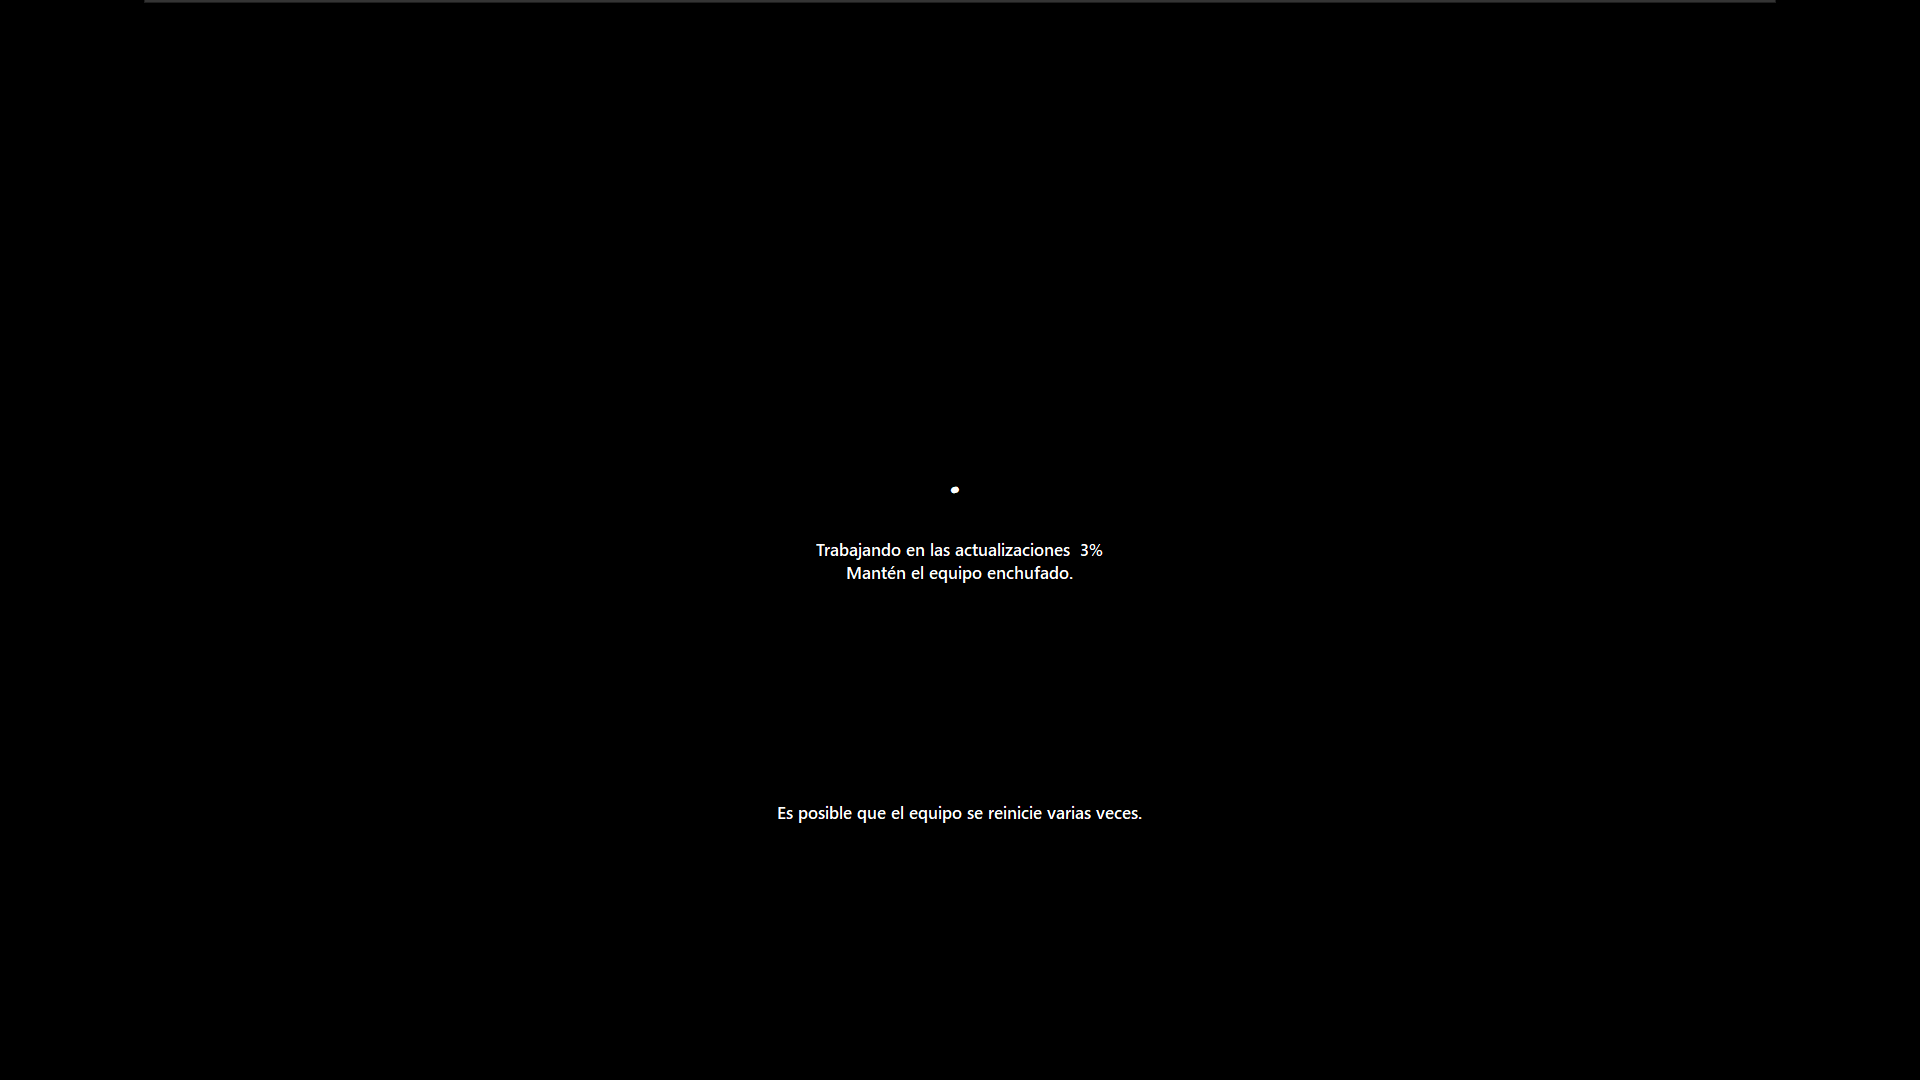 Trabajando en las actualizaciones  3%
Mantén el equipo enchufado.
Es posible que el equipo se reinicie varias veces.